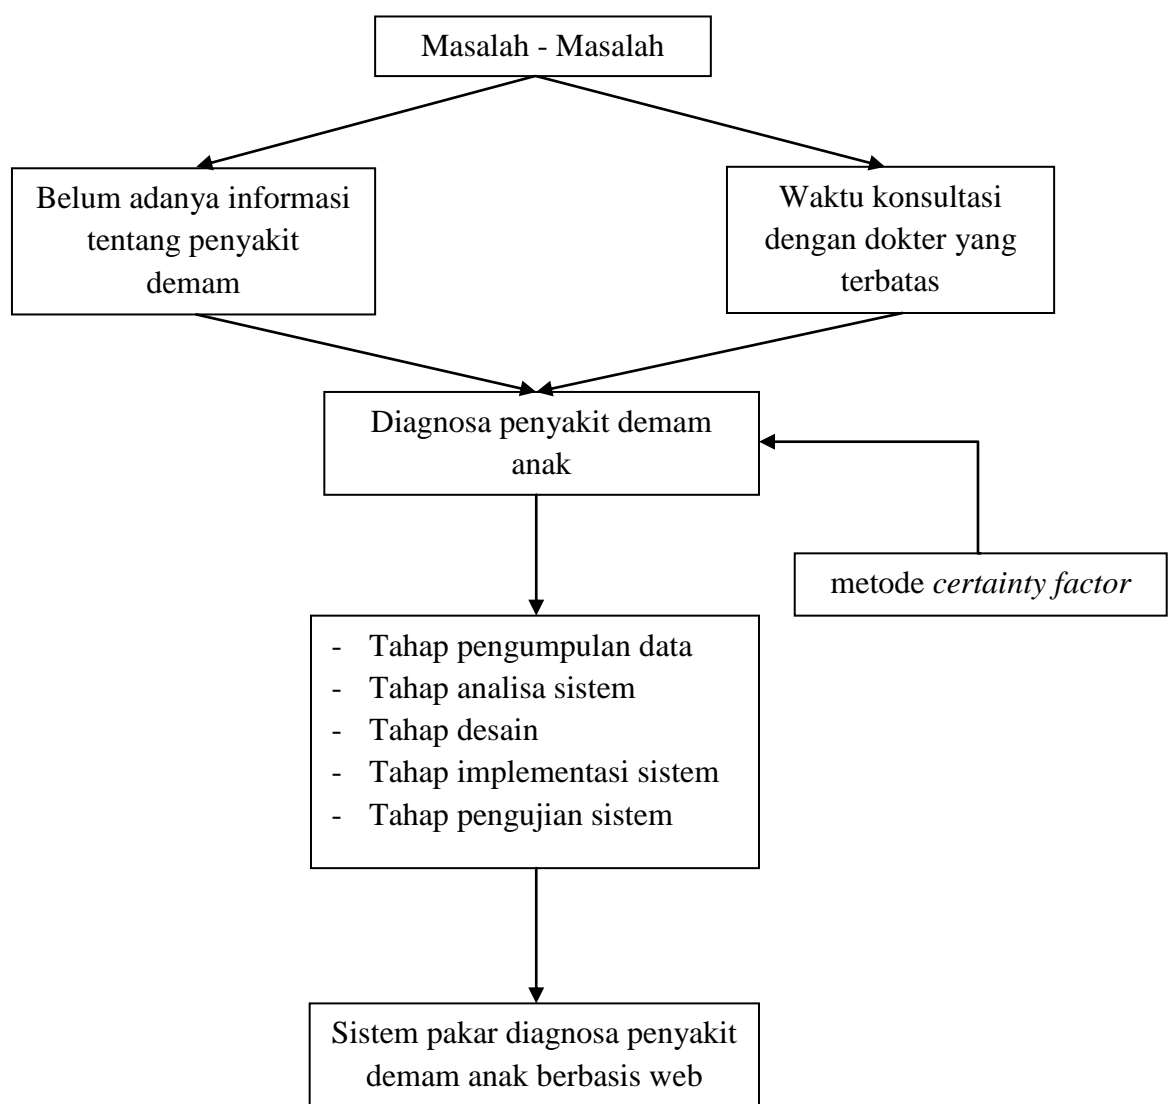 Masalah - Masalah
Belum adanya informasi
tentang penyakit
demam
Waktu konsultasi
dengan dokter yang
terbatas
Diagnosa penyakit demam
anak
metode certainty factor
- Tahap pengumpulan data
- Tahap analisa sistem
- Tahap desain
- Tahap implementasi sistem
- Tahap pengujian sistem
Sistem pakar diagnosa penyakit
demam anak berbasis web